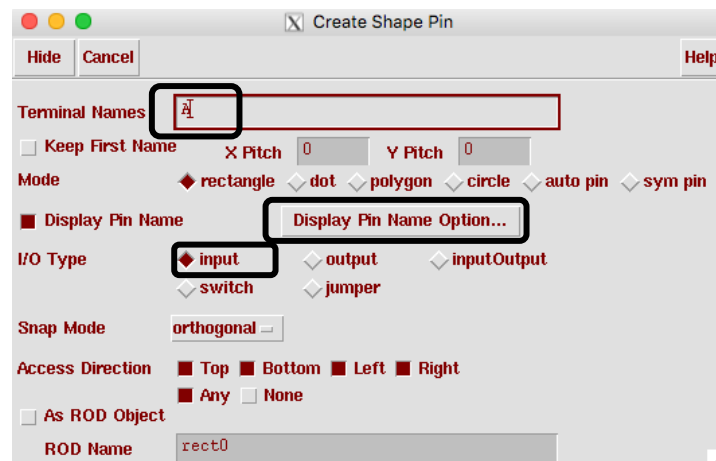 Create Shape Pin
Hide Cancel Help
Terminal Names A
Keep First Name X Pitch 0 Y Pitch 0
Mode rectangle dot polygon circle auto pin sym pin
Display Pin Name Display Pin Name Option...
I/O Type input output inputOutput
switch jumper
Snap Mode orthogonal
Access Direction Top Bottom Left Right
Any None
As ROD Object
ROD Name rect0